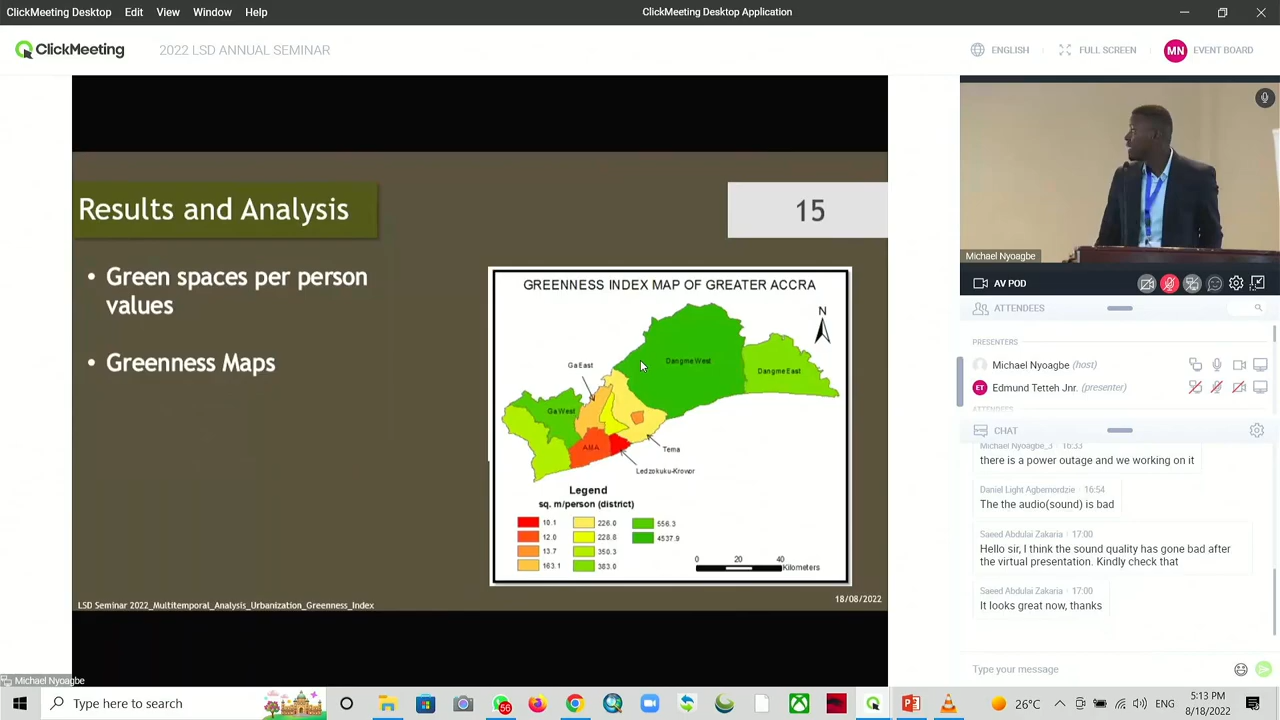 ClickMeeting Desktop Edit View Window Help
ClickMeeting Desktop Application
ClickMeeting
2022 LSD ANNUAL SEMINAR
ENGLISH
FULL SCREEN
MN
EVENT BOARD
Results and Analysis
15
• Green spaces per person
values
• Greenness Maps
GREENNESS INDEX MAP OF GREATER ACCRA
N
Dangme West
Dangme East
Ga East
Ga West
AMA
Tema
Ledzokuku-Krowor
Legend
sq. m/person (district)
10.1
12.0
13.7
163.1
226.0
228.8
350.3
383.0
556.3
4537.9
0 20 40
Kilometers
LSD Seminar 2022_Multitemporal_Analysis_Urbanization_Greenness_Index
18/08/2022
Michael Nyoagbe
Michael Nyoagbe
AV POD
ATTENDEES
PRESENTERS
Michael Nyoagbe (host)
ET
Edmund Tetteh Jnr. (presenter)
ATTENDEES
CHAT
Michael Nyoagbe_3 16:33
there is a power outage and we working on it
Daniel Light Agbemordzie · 16:54
The the audio(sound) is bad
Saeed Abdulai Zakaria · 17:00
Hello sir, I think the sound quality has gone bad after
the virtual presentation. Kindly check that
Saeed Abdulai Zakaria · 17:00
It looks great now, thanks
Type your message
Type here to search
56
26°C
ENG
5:13 PM
8/18/2022